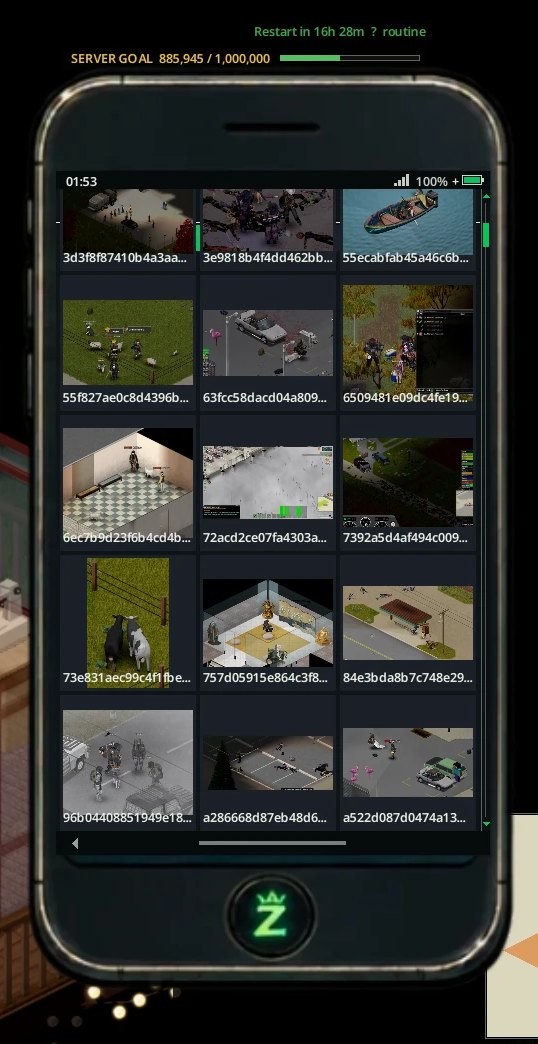 Restart in 16h 28m ? routine
SERVER GOAL 885,945 / 1,000,000
01:53
100% +
3d3f8f87410b4a3aa...
3e9818b4f4dd462bb...
55ecabfab45a46c6b...
55f827ae0c8d4396b...
63fcc58dacd04a809...
6509481e09dc4fe19...
6ec7b9d23f6b4cd4b...
72acd2ce07fa4303a...
7392a5d4af494c009...
73e831aec99c4f1fbe...
757d05915e864c3f8...
84e3bda8b7c748e29...
96b04408851949e18...
a286668d87eb48d6...
a522d087d0474a13...
Z